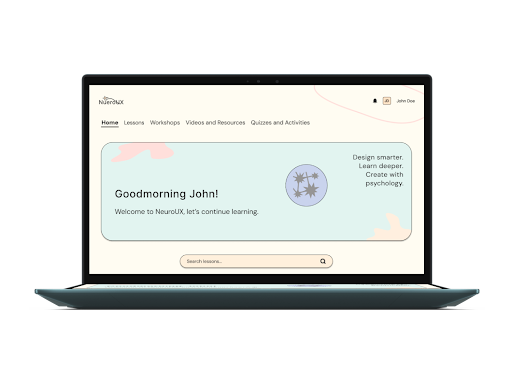 NueroUX
JD John Doe
Home Lessons Workshops Videos and Resources Quizzes and Activities
Design smarter.
Learn deeper.
Create with
psychology.
Goodmorning John!
Welcome to NeuroUX, let's continue learning.
Search lessons...